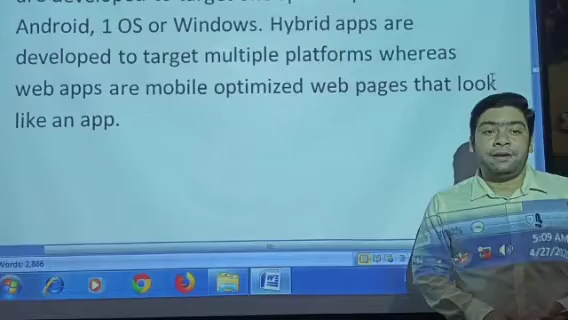 Android, 1 OS or Windows. Hybrid apps are
developed to target multiple platforms whereas
web apps are mobile optimized web pages that look
like an app.
Words: 2,886
5:09 AM